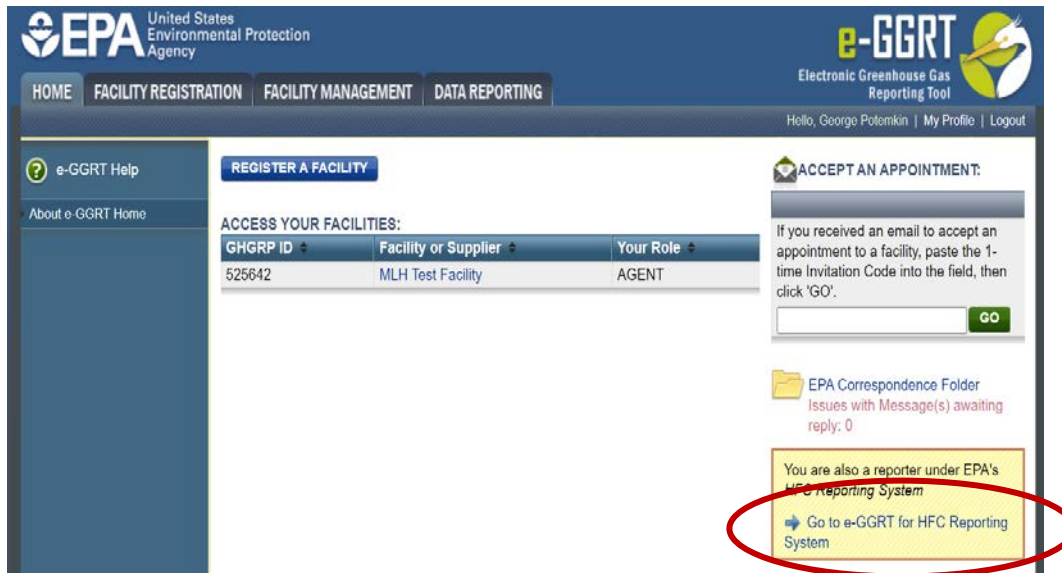 EPA
United States
Environmental Protection
Agency
e-GGRT
Electronic Greenhouse Gas
Reporting Tool
HOME FACILITY REGISTRATION FACILITY MANAGEMENT DATA REPORTING
Hello, George Potemkin | My Profile | Logout
? e-GGRT Help
About e-GGRT Home
REGISTER A FACILITY
ACCESS YOUR FACILITIES:
GHGRP ID Facility or Supplier Your Role
525642 MLH Test Facility AGENT
ACCEPT AN APPOINTMENT:
If you received an email to accept an
appointment to a facility, paste the 1-
time Invitation Code into the field, then
click 'GO'.
GO
EPA Correspondence Folder
Issues with Message(s) awaiting
reply: 0
You are also a reporter under EPA's
HFC Reporting System
Go to e-GGRT for HFC Reporting
System